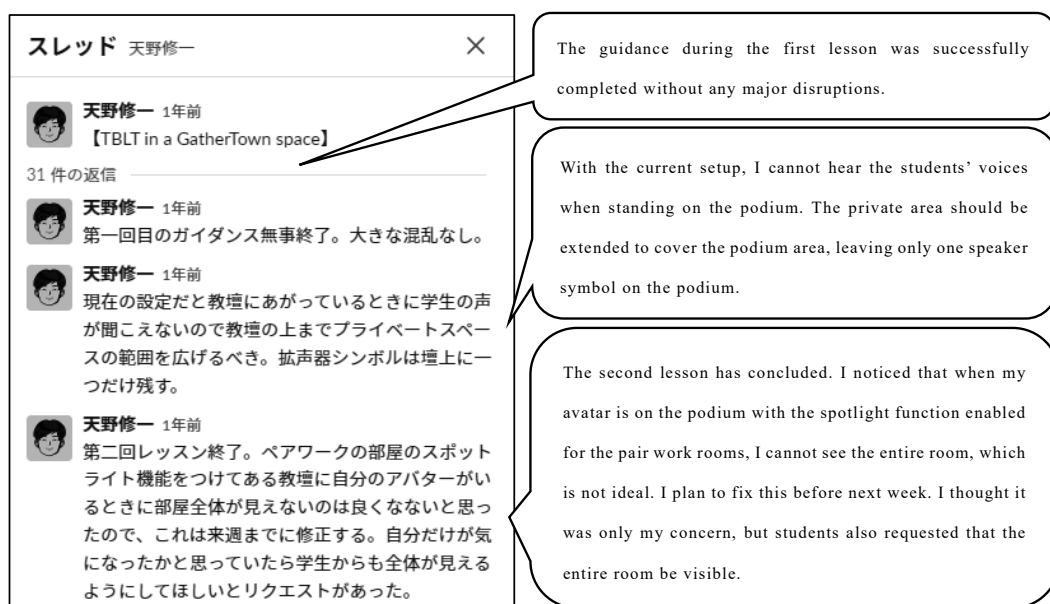 スレッド 天野修一
天野修一 1年前
【TBLT in a GatherTown space】
31 件の返信
天野修一 1年前
第一回目のガイダンス無事終了。大きな混乱なし。
天野修一 1年前
現在の設定だと教壇にあがっているときに学生の声
が聞こえないので教壇の上までプライベートスペー
スの範囲を広げるべき。拡声器シンボルは壇上に一
つだけ残す。
天野修一 1年前
第二回レッスン終了。ペアワークの部屋のスポット
ライト機能をつけてある教壇に自分のアバターがい
るときに部屋全体が見えないのは良くなないと思っ
たので、これは来週までに修正する。自分だけが気
になったかと思っていたら学生からも全体が見える
ようにしてほしいとリクエストがあった。
The guidance during the first lesson was successfully
completed without any major disruptions.
With the current setup, I cannot hear the students’ voices
when standing on the podium. The private area should be
extended to cover the podium area, leaving only one speaker
symbol on the podium.
The second lesson has concluded. I noticed that when my
avatar is on the podium with the spotlight function enabled
for the pair work rooms, I cannot see the entire room, which
is not ideal. I plan to fix this before next week. I thought it
was only my concern, but students also requested that the
entire room be visible.